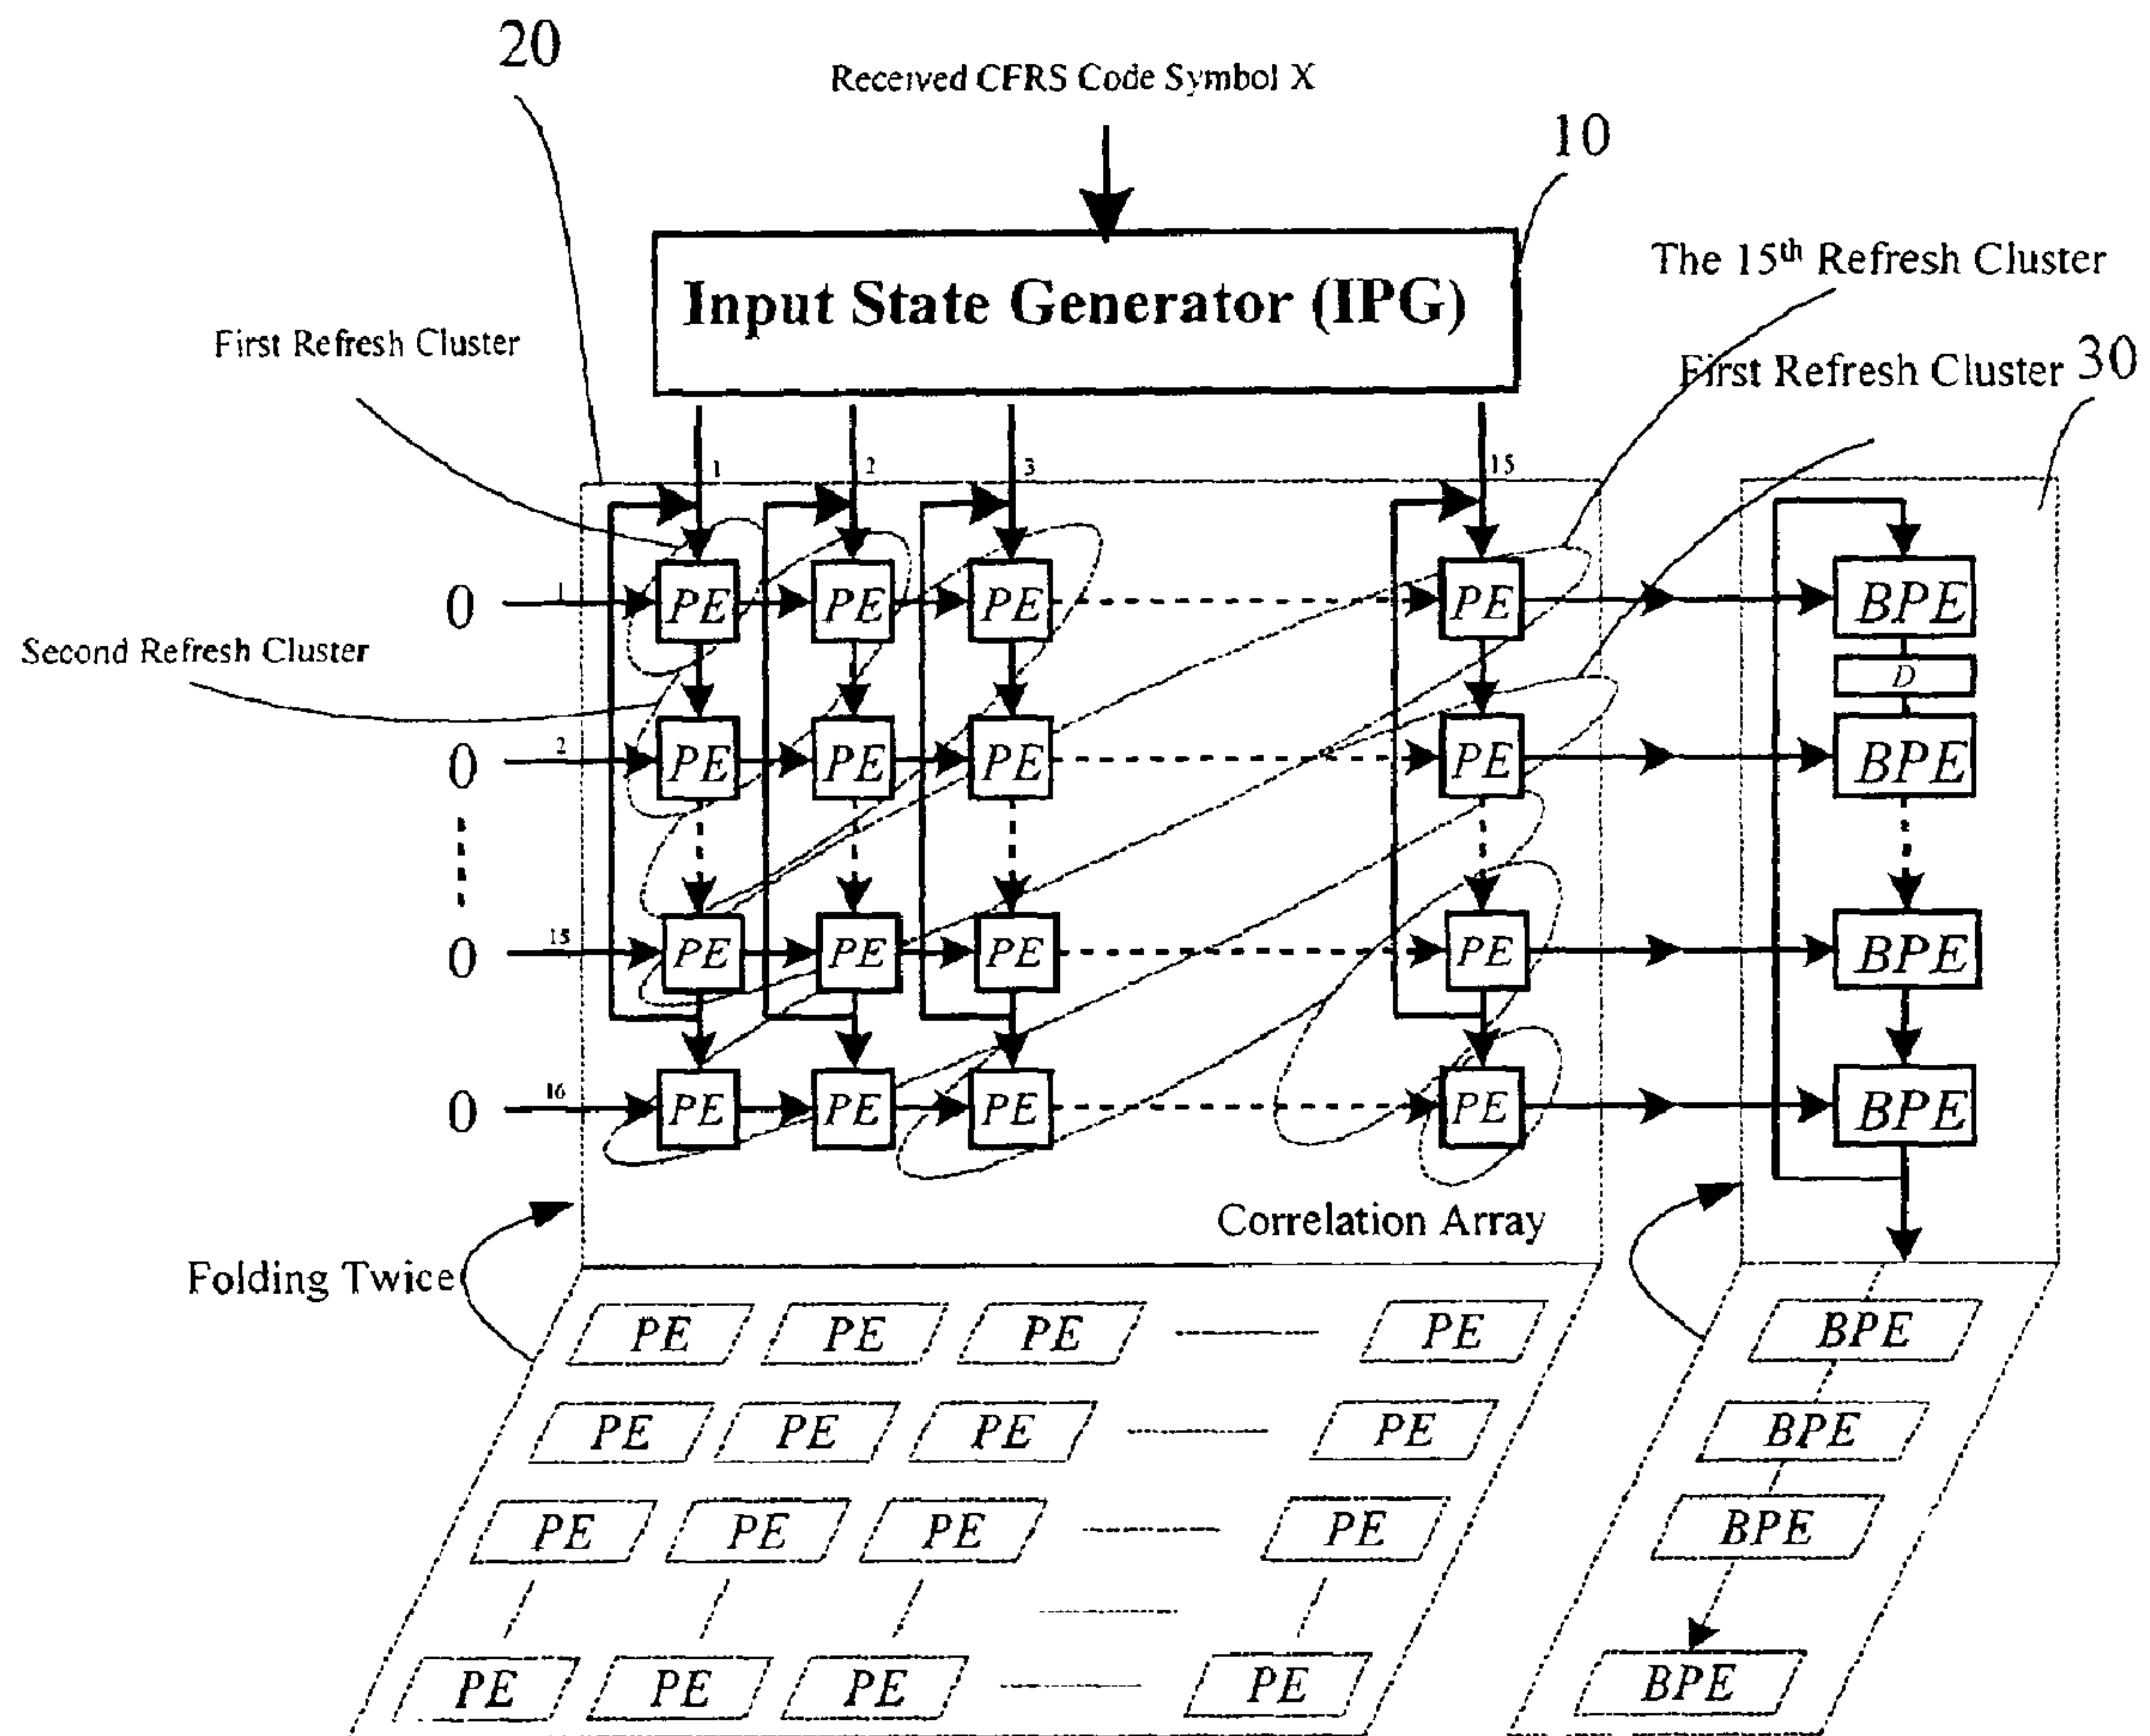 20
Received CFRS Code Symbol X
10
Input State Generator (IPG)
The 15th Refresh Cluster
First Refresh Cluster
First Refresh Cluster 30
1 2 3 15
0 1 PE PE PE PE BPE
D
Second Refresh Cluster
0 2 PE PE PE PE BPE
0 15 PE PE PE PE BPE
0 16 PE PE PE PE BPE
Correlation Array
Folding Twice
PE PE PE PE BPE
PE PE PE PE BPE
PE PE PE PE BPE
PE PE PE PE BPE